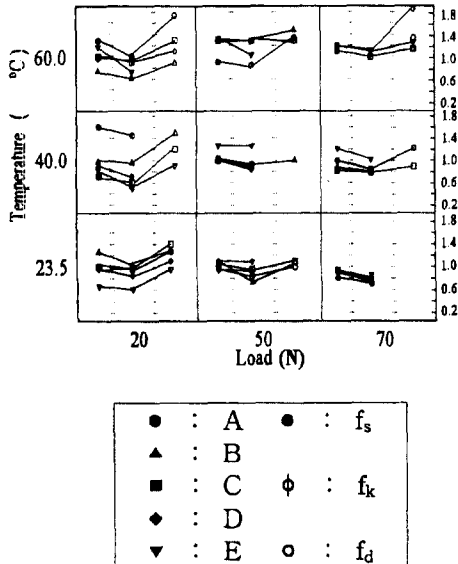 Temperature ( °C)
60.0
40.0
23.5
1.8
1.4
1.0
0.6
0.2
1.8
1.4
1.0
0.6
0.2
1.8
1.4
1.0
0.6
0.2
20 50 70
Load (N)
● : A ● : fs
▲ : B
■ : C ϕ : fk
◆ : D
▼ : E ○ : fd